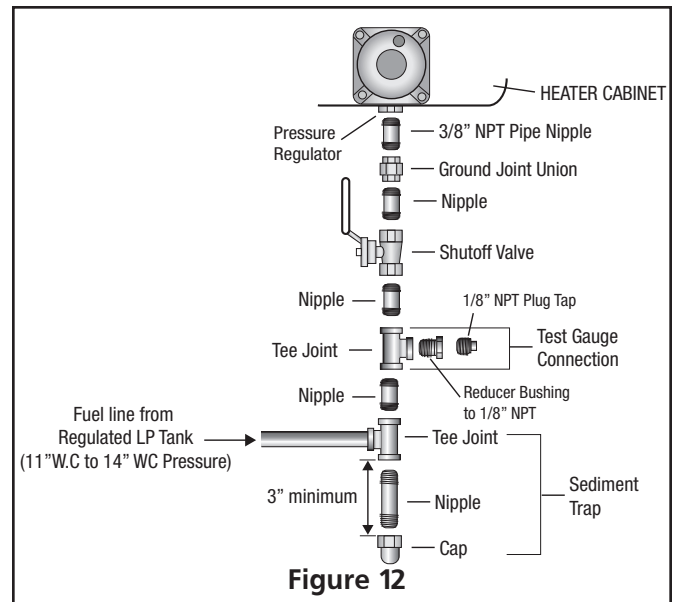 HEATER CABINET
Pressure
Regulator
3/8” NPT Pipe Nipple
Ground Joint Union
Nipple
Shutoff Valve
Nipple
1/8” NPT Plug Tap
Tee Joint
Test Gauge
Connection
Nipple
Reducer Bushing
to 1/8” NPT
Fuel line from
Regulated LP Tank
(11”W.C to 14” WC Pressure)
Tee Joint
3” minimum
Nipple
Sediment
Trap
Cap
Figure 12